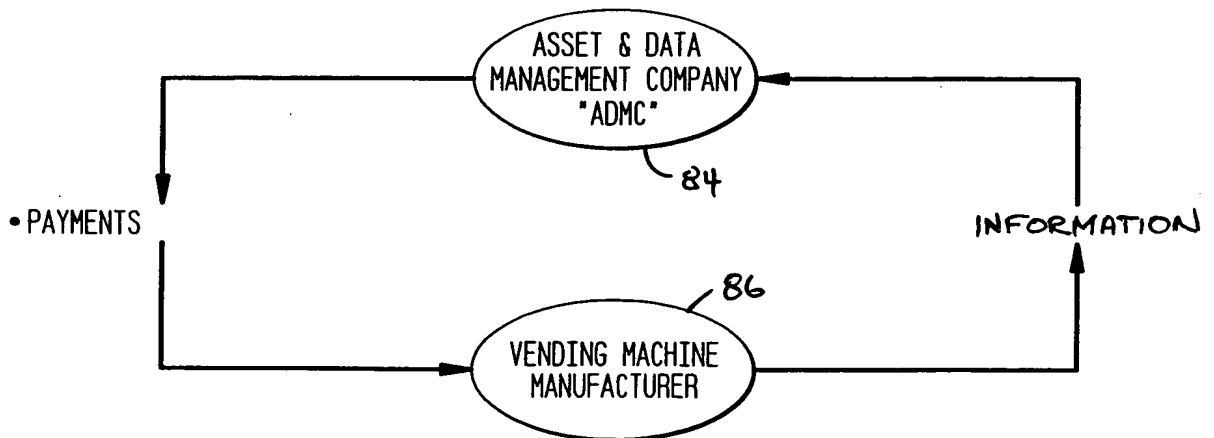 ASSET & DATA
MANAGEMENT COMPANY
"ADMC"
84
• PAYMENTS
INFORMATION
86
VENDING MACHINE
MANUFACTURER